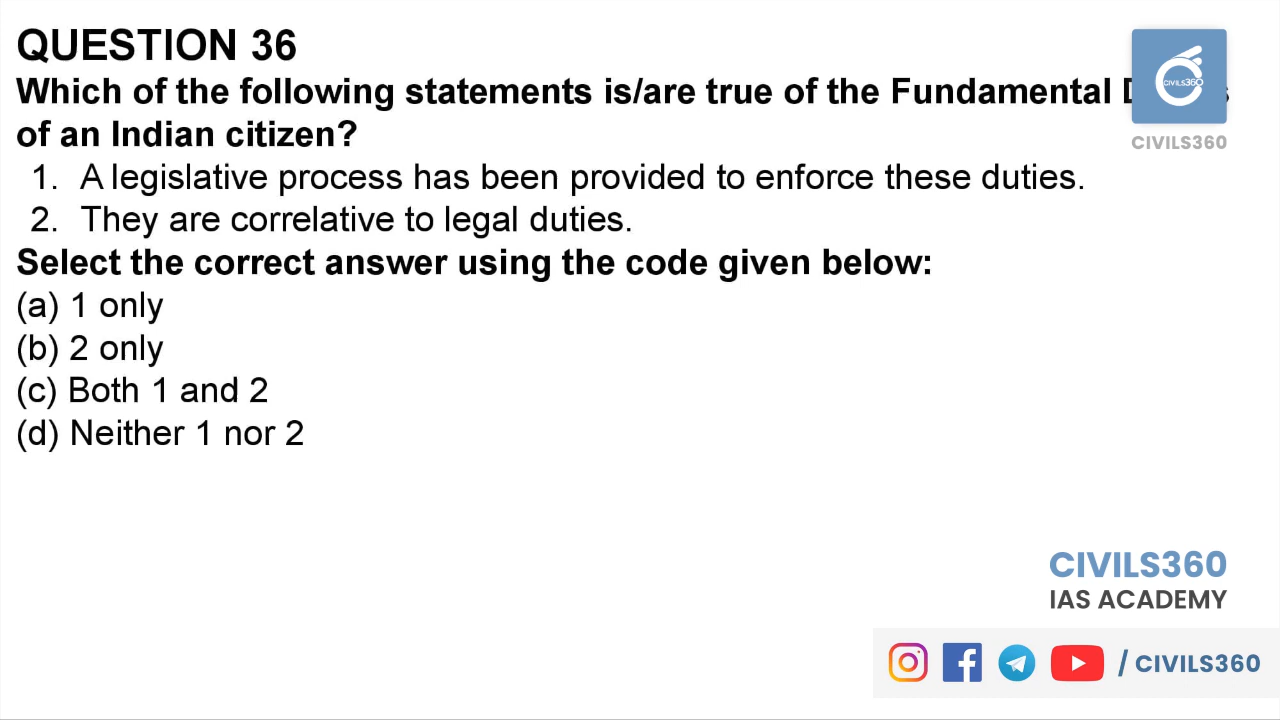 QUESTION 36
Which of the following statements is/are true of the Fundamental
of an Indian citizen?
1. A legislative process has been provided to enforce these duties.
2. They are correlative to legal duties.
Select the correct answer using the code given below:
(a) 1 only
(b) 2 only
(c) Both 1 and 2
(d) Neither 1 nor 2
CIVILS360
CIVILS360
CIVILS360
IAS ACADEMY
/ CIVILS360